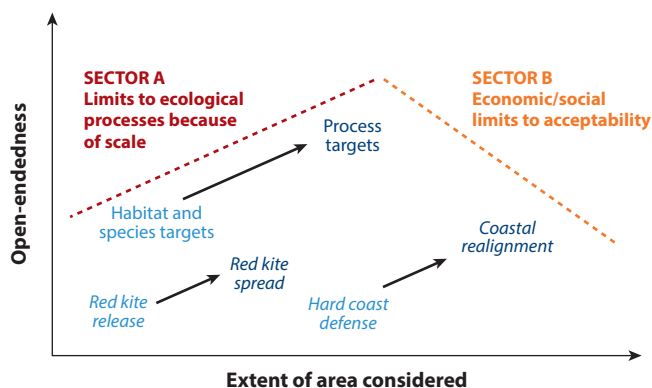 SECTOR A
Limits to ecological
processes because
of scale
SECTOR B
Economic/social
limits to acceptability
Process
targets
Habitat and
species targets
Coastal
realignment
Red kite
spread
Red kite
release
Hard coast
defense
Open-endedness
Extent of area considered